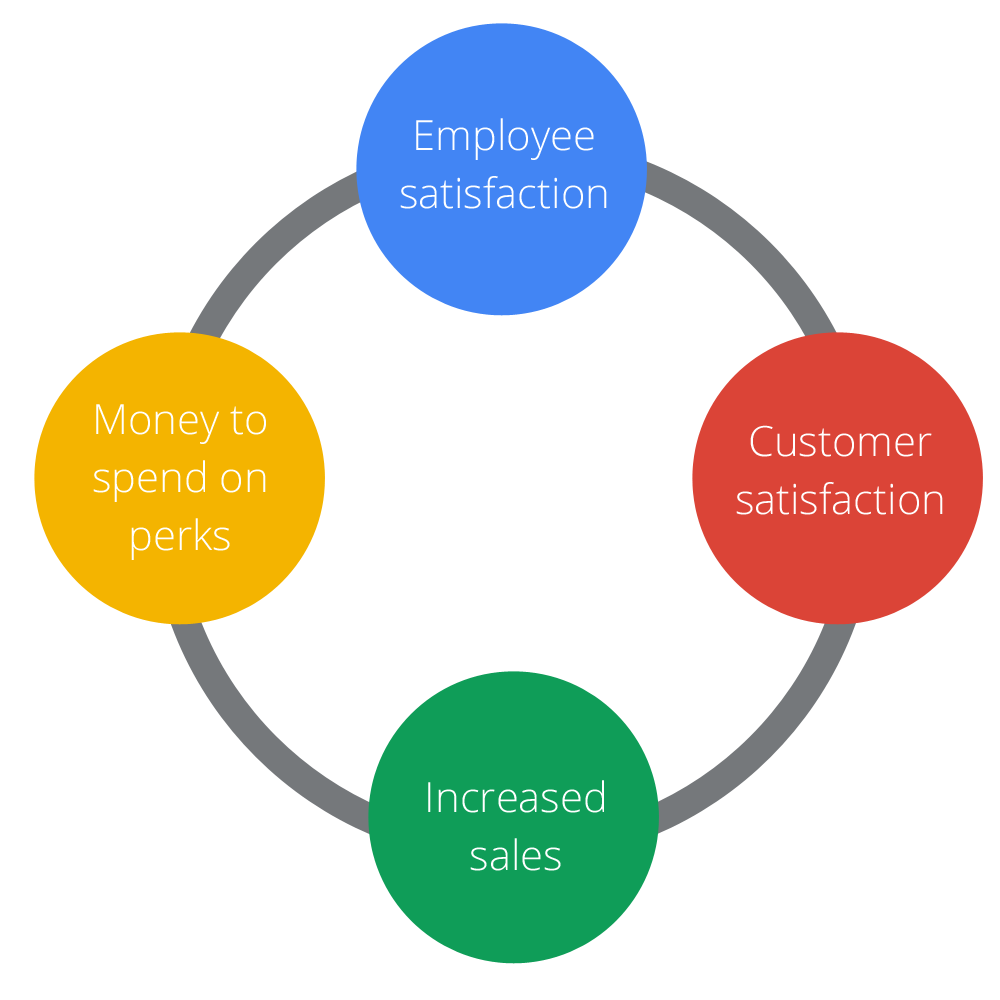 Employee
satisfaction
Customer
satisfaction
Increased
sales
Money to
spend on
perks